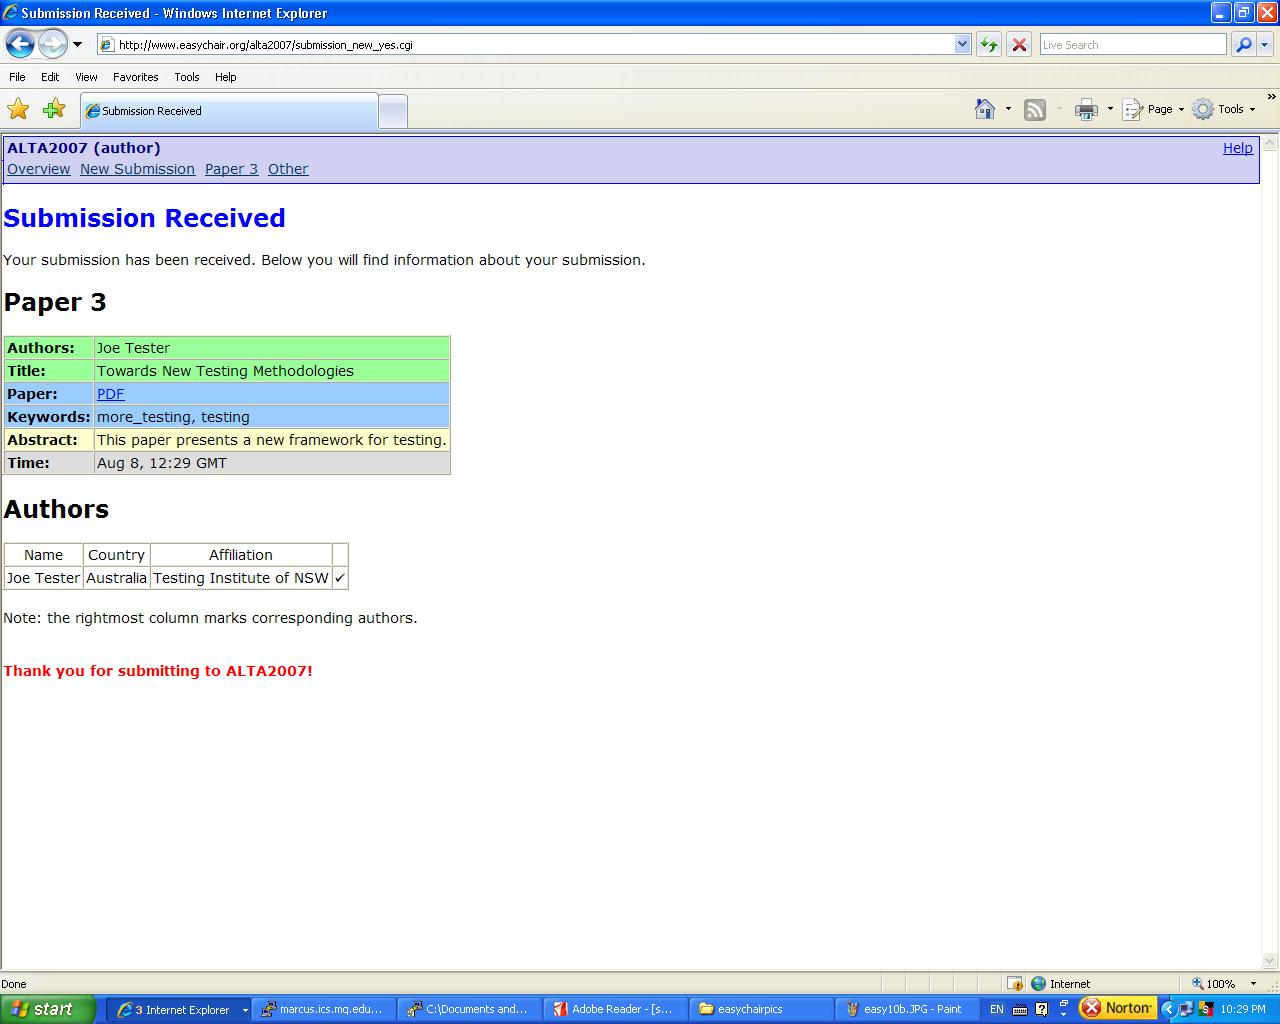 Submission Received - Windows Internet Explorer
http://www.easychair.org/alta2007/submission_new_yes.cgi
Live Search
File Edit View Favorites Tools Help
Submission Received
Page Tools
ALTA2007 (author)
Help
Overview New Submission Paper 3 Other
Submission Received
Your submission has been received. Below you will find information about your submission.
Paper 3
Authors: Joe Tester
Title: Towards New Testing Methodologies
Paper: PDF
Keywords: more_testing, testing
Abstract: This paper presents a new framework for testing.
Time: Aug 8, 12:29 GMT
Authors
Name Country Affiliation
Joe Tester Australia Testing Institute of NSW ✓
Note: the rightmost column marks corresponding authors.
Thank you for submitting to ALTA2007!
Done
Internet
100%
start
3 Internet Explorer
marcus.ics.mq.edu...
C:\Documents and...
Adobe Reader - [s...
easychairpics
easy10b.JPG - Paint
EN
Norton
10:29 PM